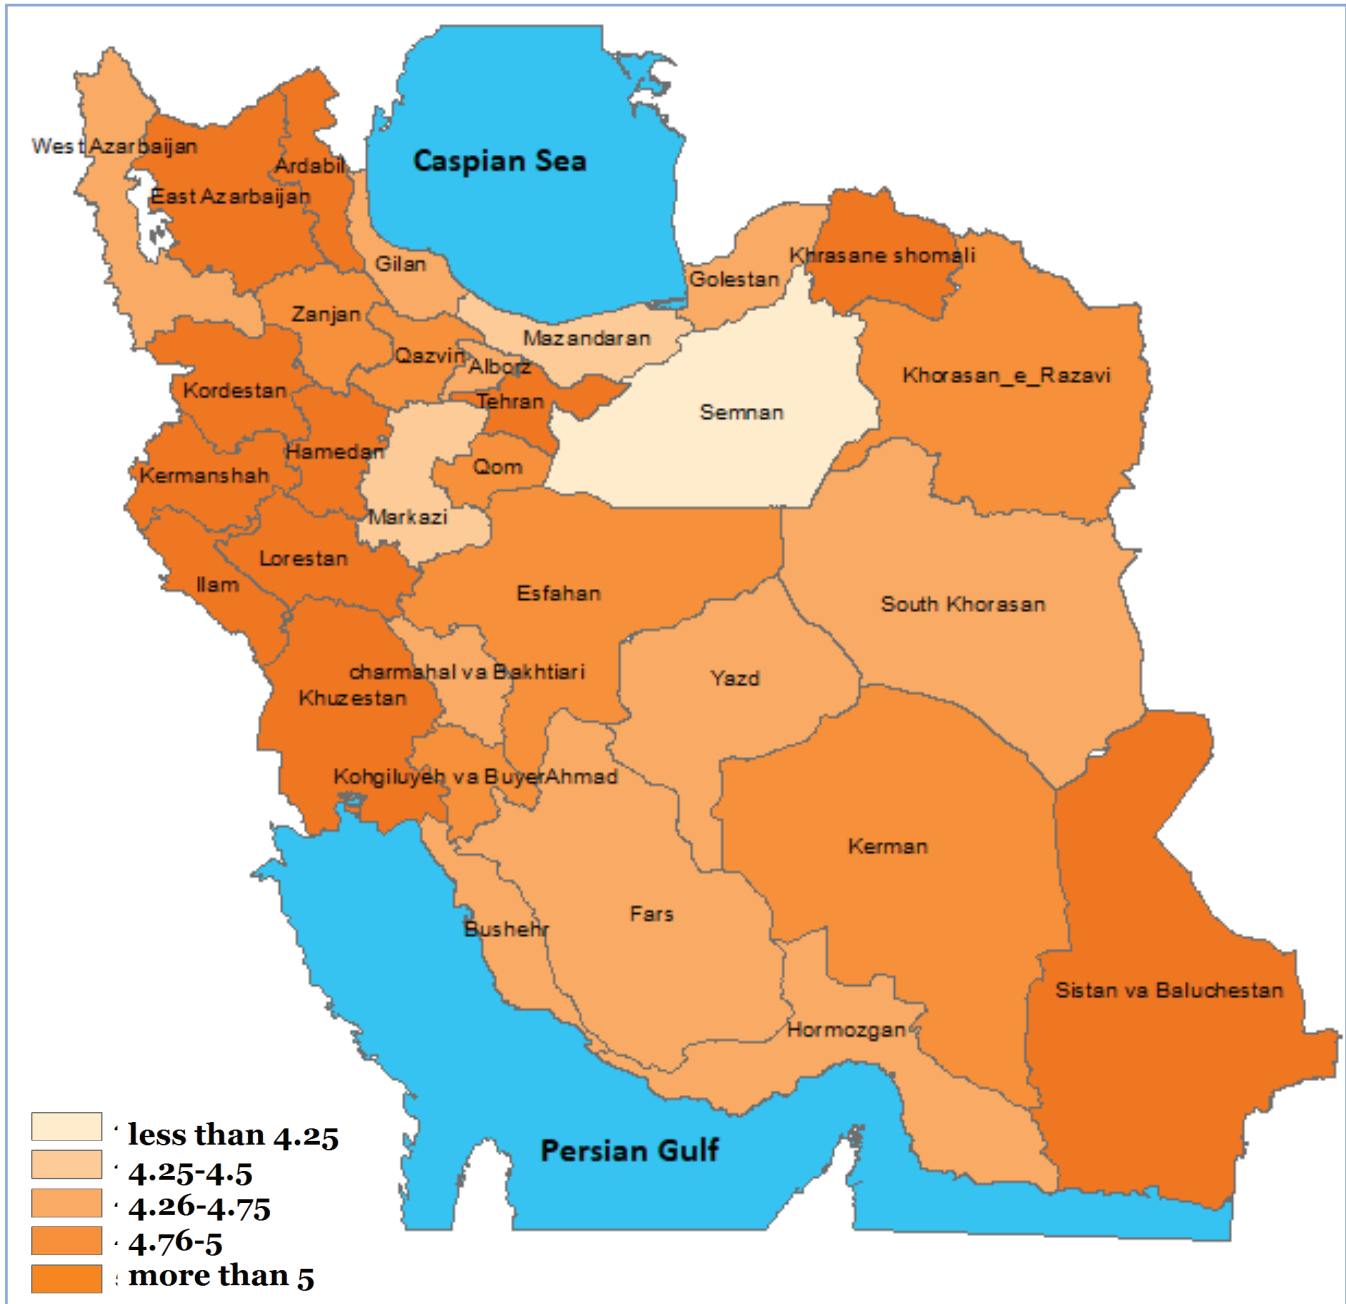 West Azarbaijan
Caspian Sea
Ardabil
East Azarbaijan
Khrasane shomali
Gilan
Golestan
Zanjan
Mazandaran
Qazvin
Alborz
Khorasan_e_Razavi
Kordestan
Tehran
Semnan
Hamedan
Qom
Kermanshah
Markazi
Lorestan
Ilam
Esfahan
South Khorasan
charmahal va Bakhtiari
Yazd
Khuzestan
Kohgiluyeh va BuyerAhmad
Kerman
Fars
Bushehr
Sistan va Baluchestan
Hormozgan
Persian Gulf
less than 4.25
4.25-4.5
4.26-4.75
4.76-5
more than 5